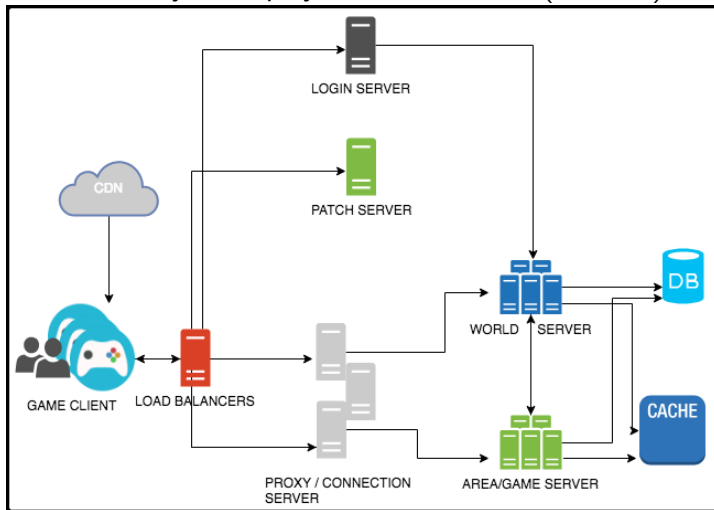 LOGIN SERVER
CDN
PATCH SERVER
DB
WORLD SERVER
GAME CLIENT
LOAD BALANCERS
CACHE
PROXY / CONNECTION
SERVER
AREA/GAME SERVER